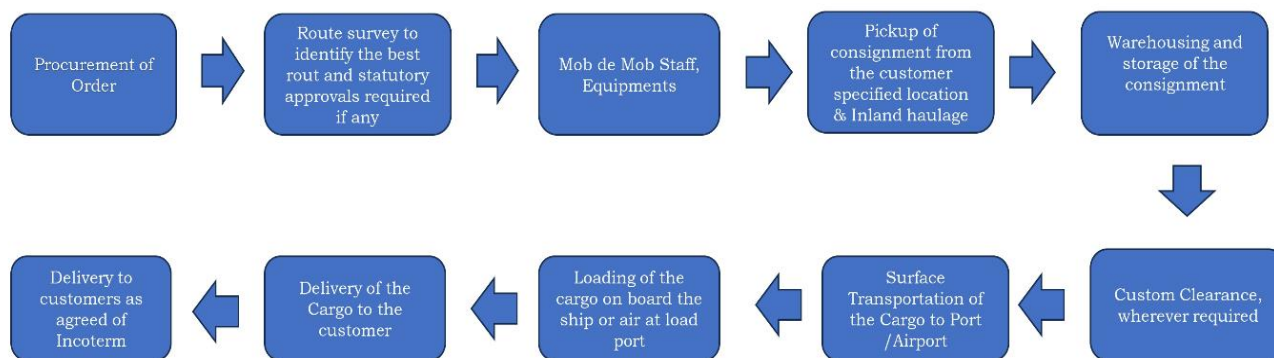 Procurement of
Order
Route survey to
identify the best
rout and statutory
approvals required
if any
Mob de Mob Staff,
Equipments
Pickup of
consignment from
the customer
specified location
& Inland haulage
Warehousing and
storage of the
consignment
Custom Clearance,
wherever required
Surface
Transportation of
the Cargo to Port
/Airport
Loading of the
cargo on board the
ship or air at load
port
Delivery of the
Cargo to the
customer
Delivery to
customers as
agreed of
Incoterm